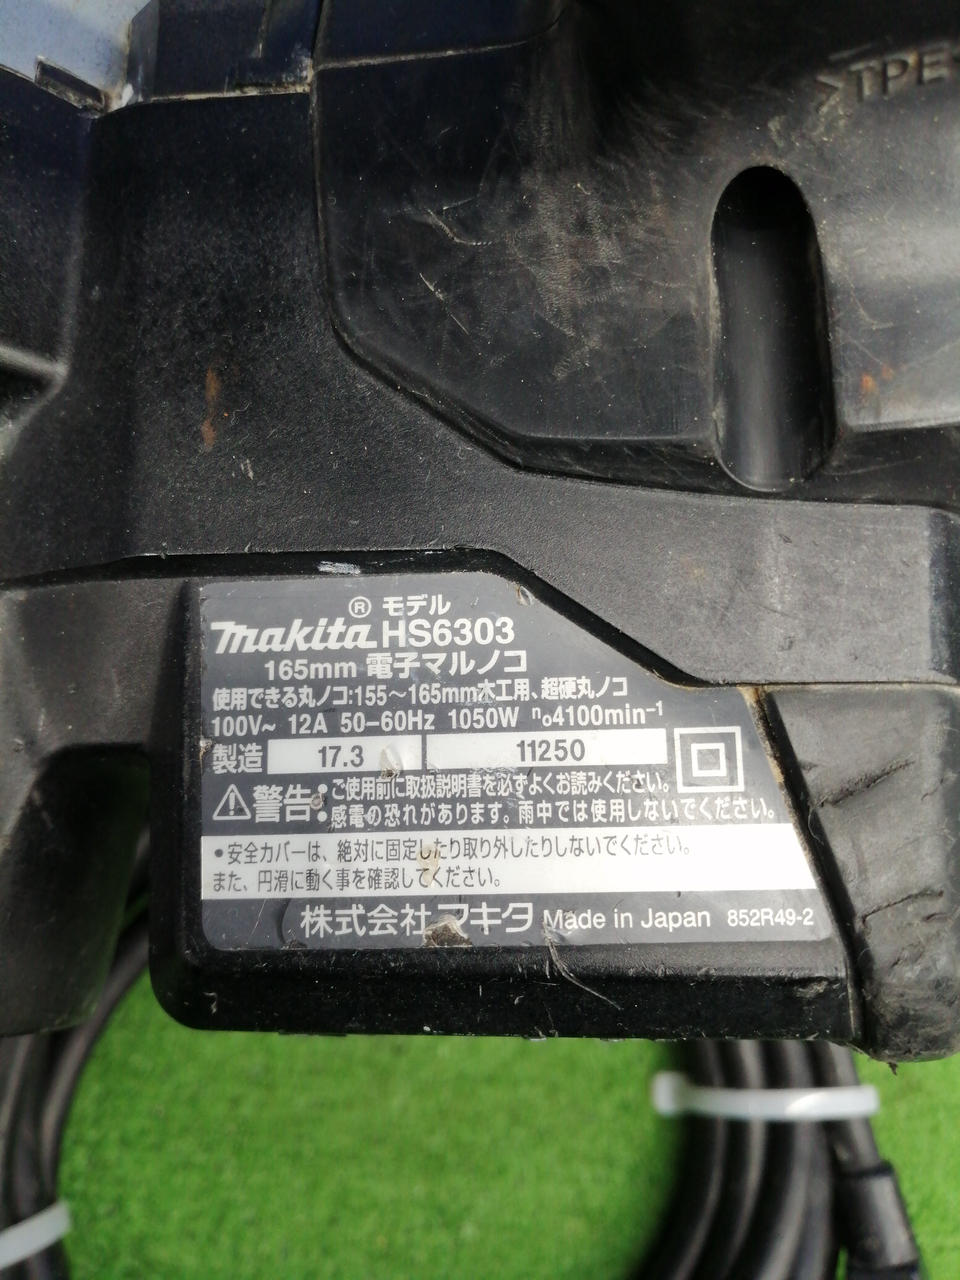 >TPE<
® モデル
makita HS6303
165mm 電子マルノコ
使用できる丸ノコ:155～165mm木工用、超硬丸ノコ
100V~ 12A 50-60Hz 1050W n₀4100min⁻¹
製造 17.3 11250
警告: ご使用前に取扱説明書を必ずよくお読みください。
感電の恐れがあります。雨中では使用しないでください。
•安全カバーは、絶対に固定したり取り外したりしないでください。
また、円滑に動く事を確認してください。
株式会社マキタ Made in Japan 852R49-2